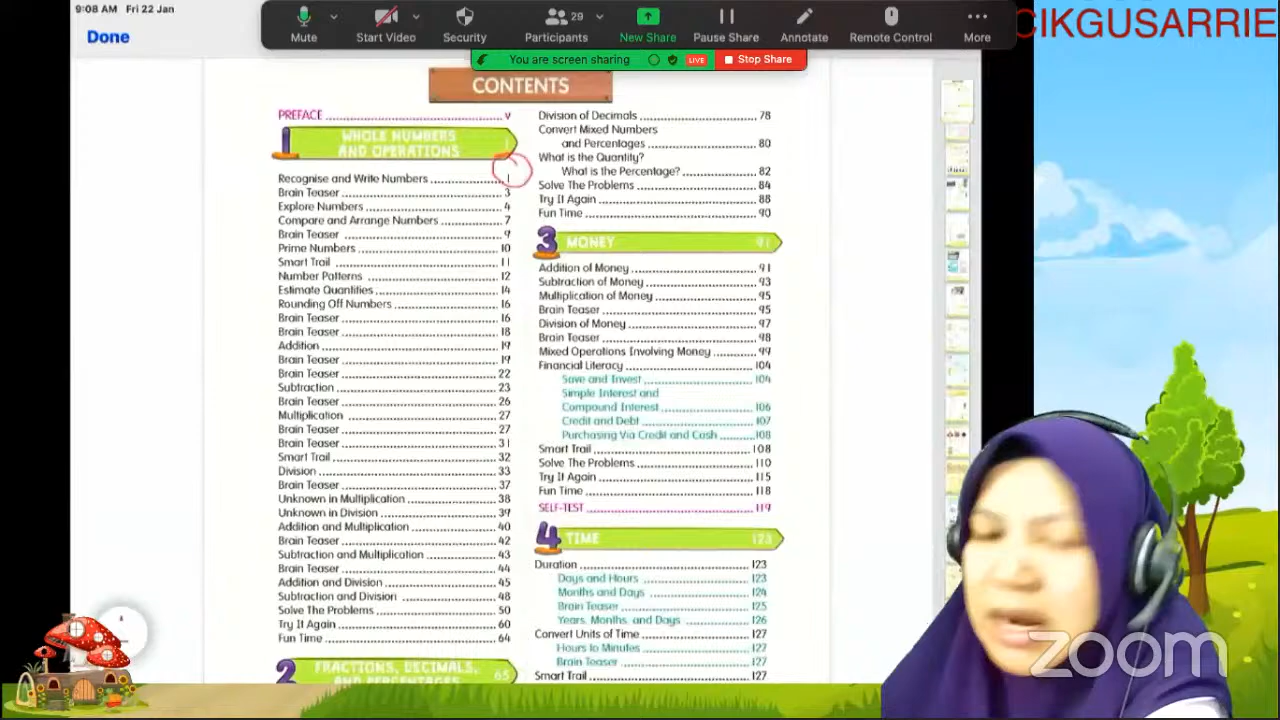 9:08 AM Fri 22 Jan
Done
Mute
Start Video
Security
29
Participants
New Share
Pause Share
Annotate
Remote Control
More
You are screen sharing
LIVE
Stop Share
CIKGUSARRIE
CONTENTS
PREFACE v
1 WHOLE NUMBERS AND OPERATIONS 1
Recognise and Write Numbers 1
Brain Teaser 3
Explore Numbers 4
Compare and Arrange Numbers 7
Brain Teaser 9
Prime Numbers 10
Smart Trail 11
Number Patterns 12
Estimate Quantities 14
Rounding Off Numbers 16
Brain Teaser 16
Brain Teaser 18
Addition 19
Brain Teaser 19
Brain Teaser 22
Subtraction 23
Brain Teaser 26
Multiplication 27
Brain Teaser 27
Brain Teaser 31
Smart Trail 32
Division 33
Brain Teaser 37
Unknown in Multiplication 38
Unknown in Division 39
Addition and Multiplication 40
Brain Teaser 42
Subtraction and Multiplication 43
Brain Teaser 44
Addition and Division 45
Subtraction and Division 48
Solve The Problems 50
Try It Again 60
Fun Time 64
2 FRACTIONS, DECIMALS, AND PERCENTAGES 65
Division of Decimals 78
Convert Mixed Numbers
and Percentages 80
What is the Quantity?
What is the Percentage? 82
Solve The Problems 84
Try It Again 88
Fun Time 90
3 MONEY 91
Addition of Money 91
Subtraction of Money 93
Multiplication of Money 95
Brain Teaser 95
Division of Money 97
Brain Teaser 98
Mixed Operations Involving Money 99
Financial Literacy 104
Save and Invest 104
Simple Interest and
Compound Interest 106
Credit and Debt 107
Purchasing Via Credit and Cash 108
Smart Trail 108
Solve The Problems 110
Try It Again 115
Fun Time 118
SELF-TEST 119
4 TIME 123
Duration 123
Days and Hours 123
Months and Days 124
Brain Teaser 125
Years, Months, and Days 126
Convert Units of Time 127
Hours to Minutes 127
Brain Teaser 127
Smart Trail 127
zoom